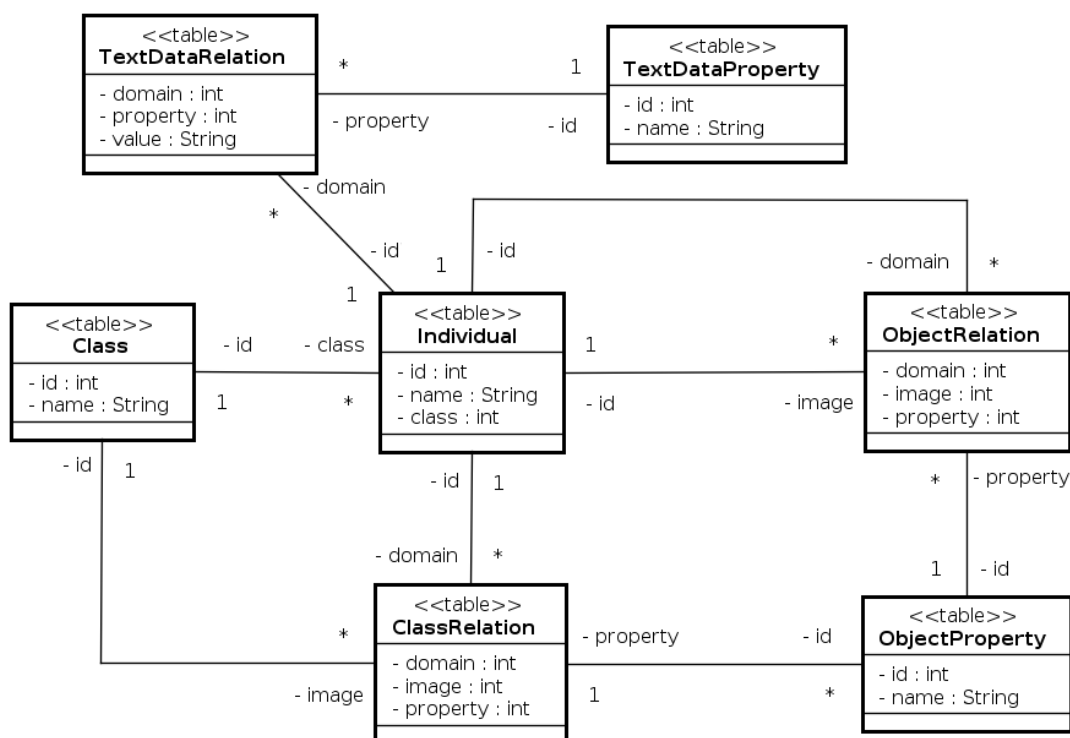 <<table>>
TextDataRelation
- domain : int
- property : int
- value : String
* 1
- property - id
<<table>>
TextDataProperty
- id : int
- name : String
- domain
*
- id
1
1
- id
- domain *
<<table>>
Class
- id : int
- name : String
- id - class
1 *
<<table>>
Individual
- id : int
- name : String
- class : int
1 *
- id - image
<<table>>
ObjectRelation
- domain : int
- image : int
- property : int
- id 1
- id 1
* - property
- domain *
1 - id
*
- image
<<table>>
ClassRelation
- domain : int
- image : int
- property : int
- property - id
1 *
<<table>>
ObjectProperty
- id : int
- name : String